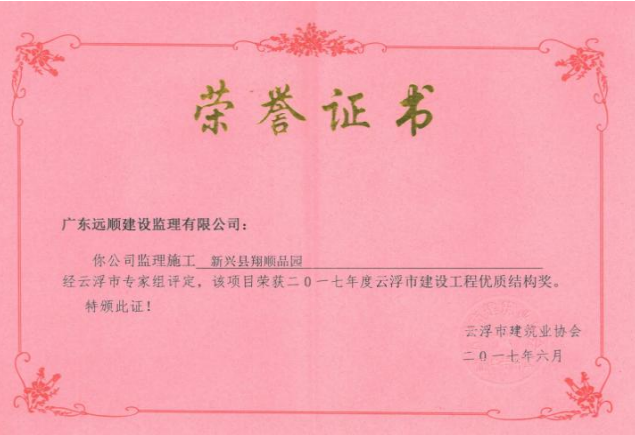 荣誉证书
广东远顺建设监理有限公司：
你公司监理施工 新兴县翔顺品园
经云浮市专家组评定，该项目荣获二0一七年度云浮市建设工程优质结构奖。
特颁此证！
云浮市建筑业协会
二0一七年六月